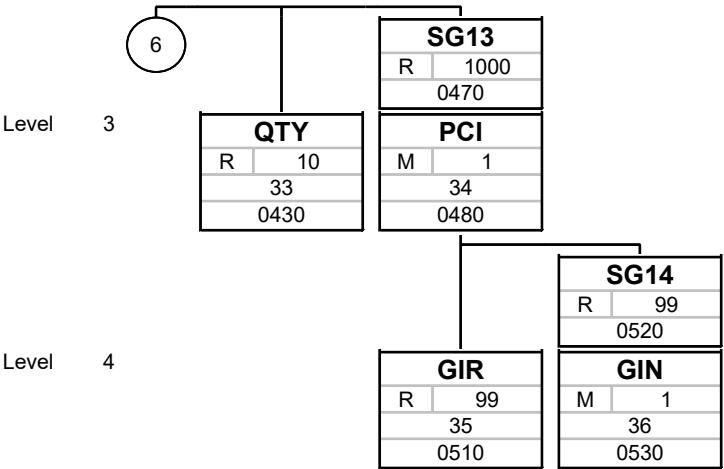 6
SG13
R 1000
0470
Level 3
QTY
R 10
33
0430
PCI
M 1
34
0480
SG14
R 99
0520
Level 4
GIR
R 99
35
0510
GIN
M 1
36
0530